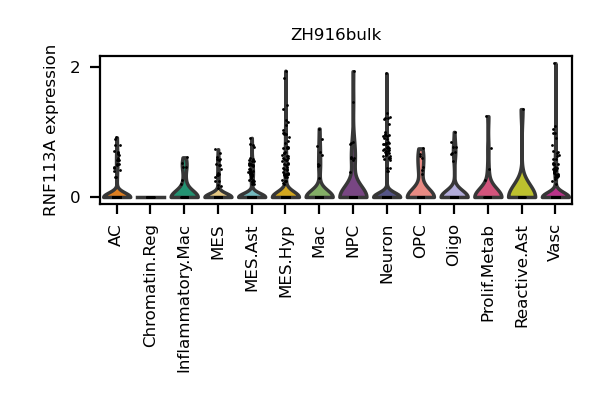 ZH916bulk
RNF113A expression
2
0
AC
Chromatin.Reg
Inflammatory.Mac
MES
MES.Ast
MES.Hyp
Mac
NPC
Neuron
OPC
Oligo
Prolif.Metab
Reactive.Ast
Vasc